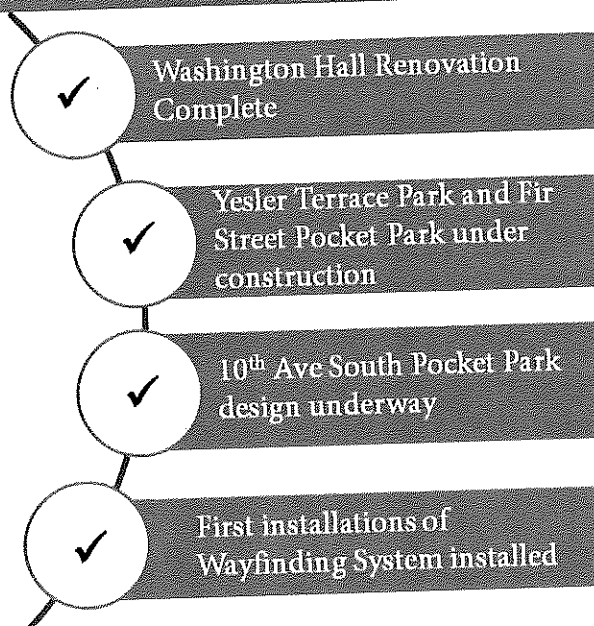 Washington Hall Renovation
Complete
Yesler Terrace Park and Fir
Street Pocket Park under
construction
10th Ave South Pocket Park
design underway
First installations of
Wayfinding System installed